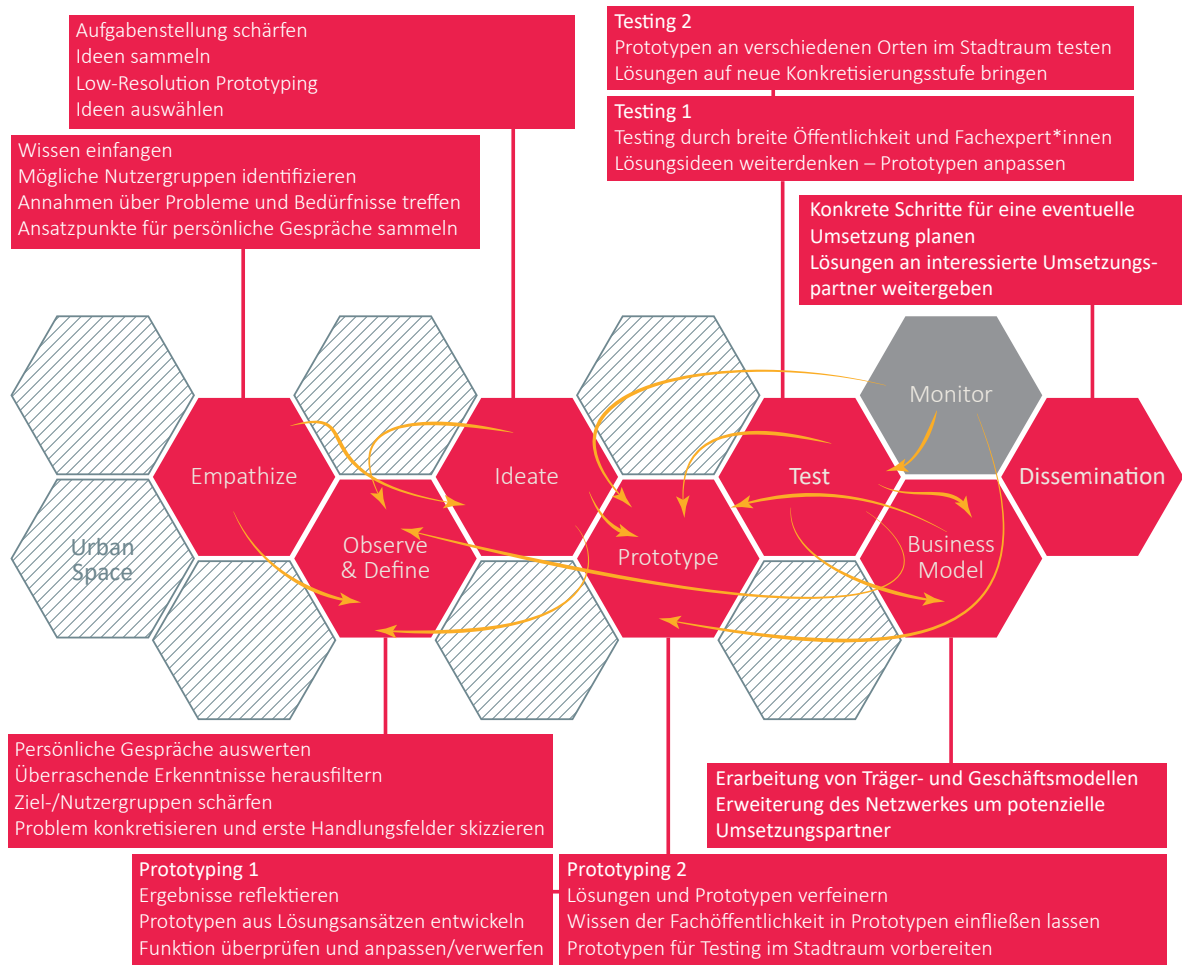 Aufgabenstellung schärfen
Ideen sammeln
Low-Resolution Prototyping
Ideen auswählen
Testing 2
Prototypen an verschiedenen Orten im Stadtraum testen
Lösungen auf neue Konkretisierungsstufe bringen
Testing 1
Testing durch breite Öffentlichkeit und Fachexpert*innen
Lösungsideen weiterdenken – Prototypen anpassen
Wissen einfangen
Mögliche Nutzergruppen identifizieren
Annahmen über Probleme und Bedürfnisse treffen
Ansatzpunkte für persönliche Gespräche sammeln
Konkrete Schritte für eine eventuelle
Umsetzung planen
Lösungen an interessierte Umsetzungs-
partner weitergeben
Monitor
Empathize
Ideate
Test
Dissemination
Urban
Space
Observe
& Define
Prototype
Business
Model
Persönliche Gespräche auswerten
Überraschende Erkenntnisse herausfiltern
Ziel-/Nutzergruppen schärfen
Problem konkretisieren und erste Handlungsfelder skizzieren
Erarbeitung von Träger- und Geschäftsmodellen
Erweiterung des Netzwerkes um potenzielle
Umsetzungspartner
Prototyping 1
Ergebnisse reflektieren
Prototypen aus Lösungsansätzen entwickeln
Funktion überprüfen und anpassen/verwerfen
Prototyping 2
Lösungen und Prototypen verfeinern
Wissen der Fachöffentlichkeit in Prototypen einfließen lassen
Prototypen für Testing im Stadtraum vorbereiten